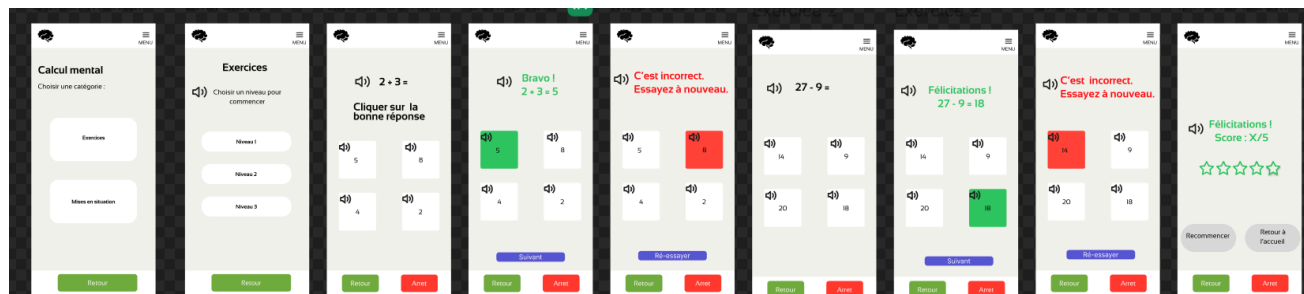 MENU
Calcul mental
Choisir une catégorie :
Exercices
Mises en situation
Retour
MENU
Exercices
Choisir un niveau pour
commencer
Niveau 1
Niveau 2
Niveau 3
Retour
MENU
2 + 3 =
Cliquer sur la
bonne réponse
5
8
4
2
Retour
Arret
MENU
Bravo !
2 + 3 = 5
5
8
4
2
Suivant
Retour
Arret
MENU
C'est incorrect.
Essayez à nouveau.
5
8
4
2
Ré-essayer
Retour
Arret
MENU
27 - 9 =
14
9
20
18
Retour
Arret
MENU
Félicitations !
27 - 9 = 18
14
9
20
18
Suivant
Retour
Arret
MENU
C'est incorrect.
Essayez à nouveau.
14
9
20
18
Ré-essayer
Retour
Arret
MENU
Félicitations !
Score : X/5
Recommencer
Retour à
l'accueil
Retour
Arret